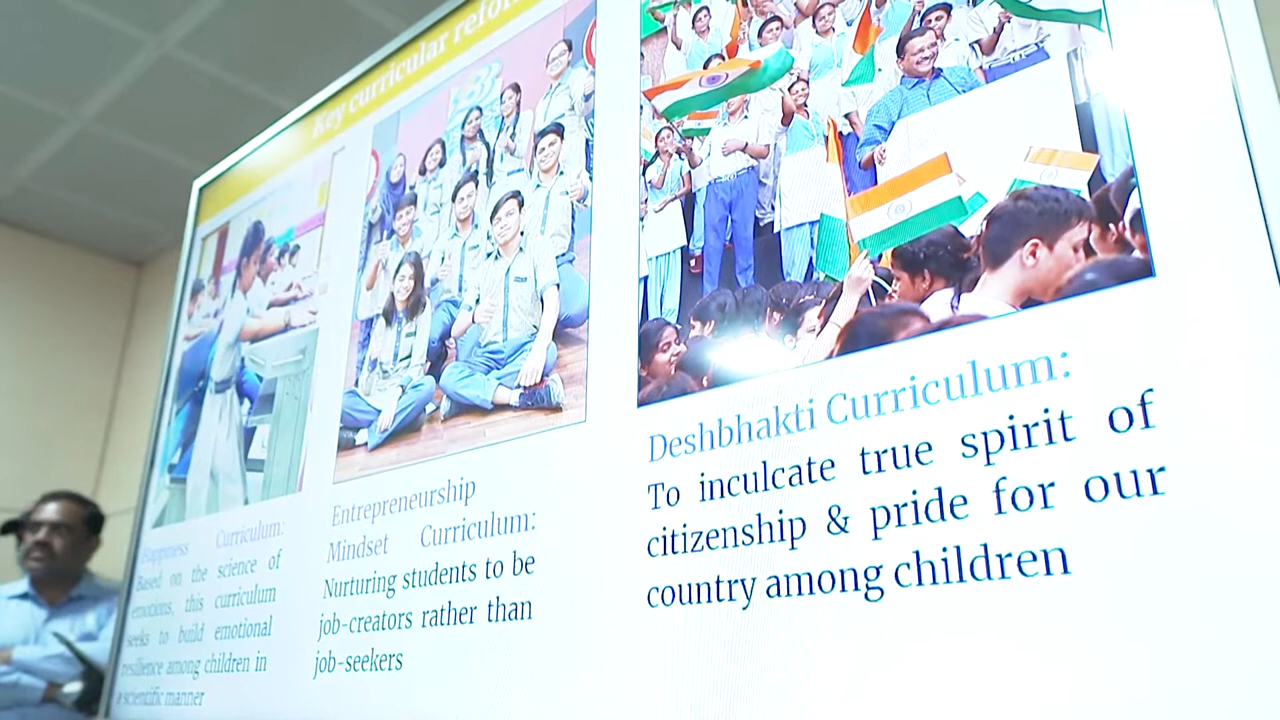 Key curricular reform
Happiness Curriculum:
Based on the science of
emotions, this curriculum
seeks to build emotional
resilience among children in
a scientific manner
Entrepreneurship
Mindset Curriculum:
Nurturing students to be
job-creators rather than
job-seekers
Deshbhakti Curriculum:
To inculcate true spirit of
citizenship & pride for our
country among children